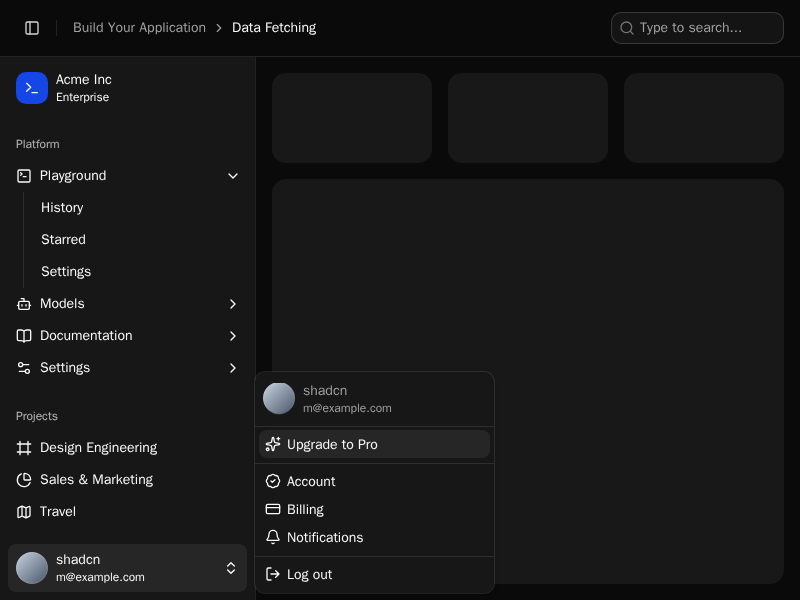 Build Your Application
Data Fetching
Type to search...
Acme Inc
Enterprise
Platform
Playground
History
Starred
Settings
Models
Documentation
Settings
Projects
Design Engineering
Sales & Marketing
Travel
shadcn
m@example.com
shadcn
m@example.com
Upgrade to Pro
Account
Billing
Notifications
Log out